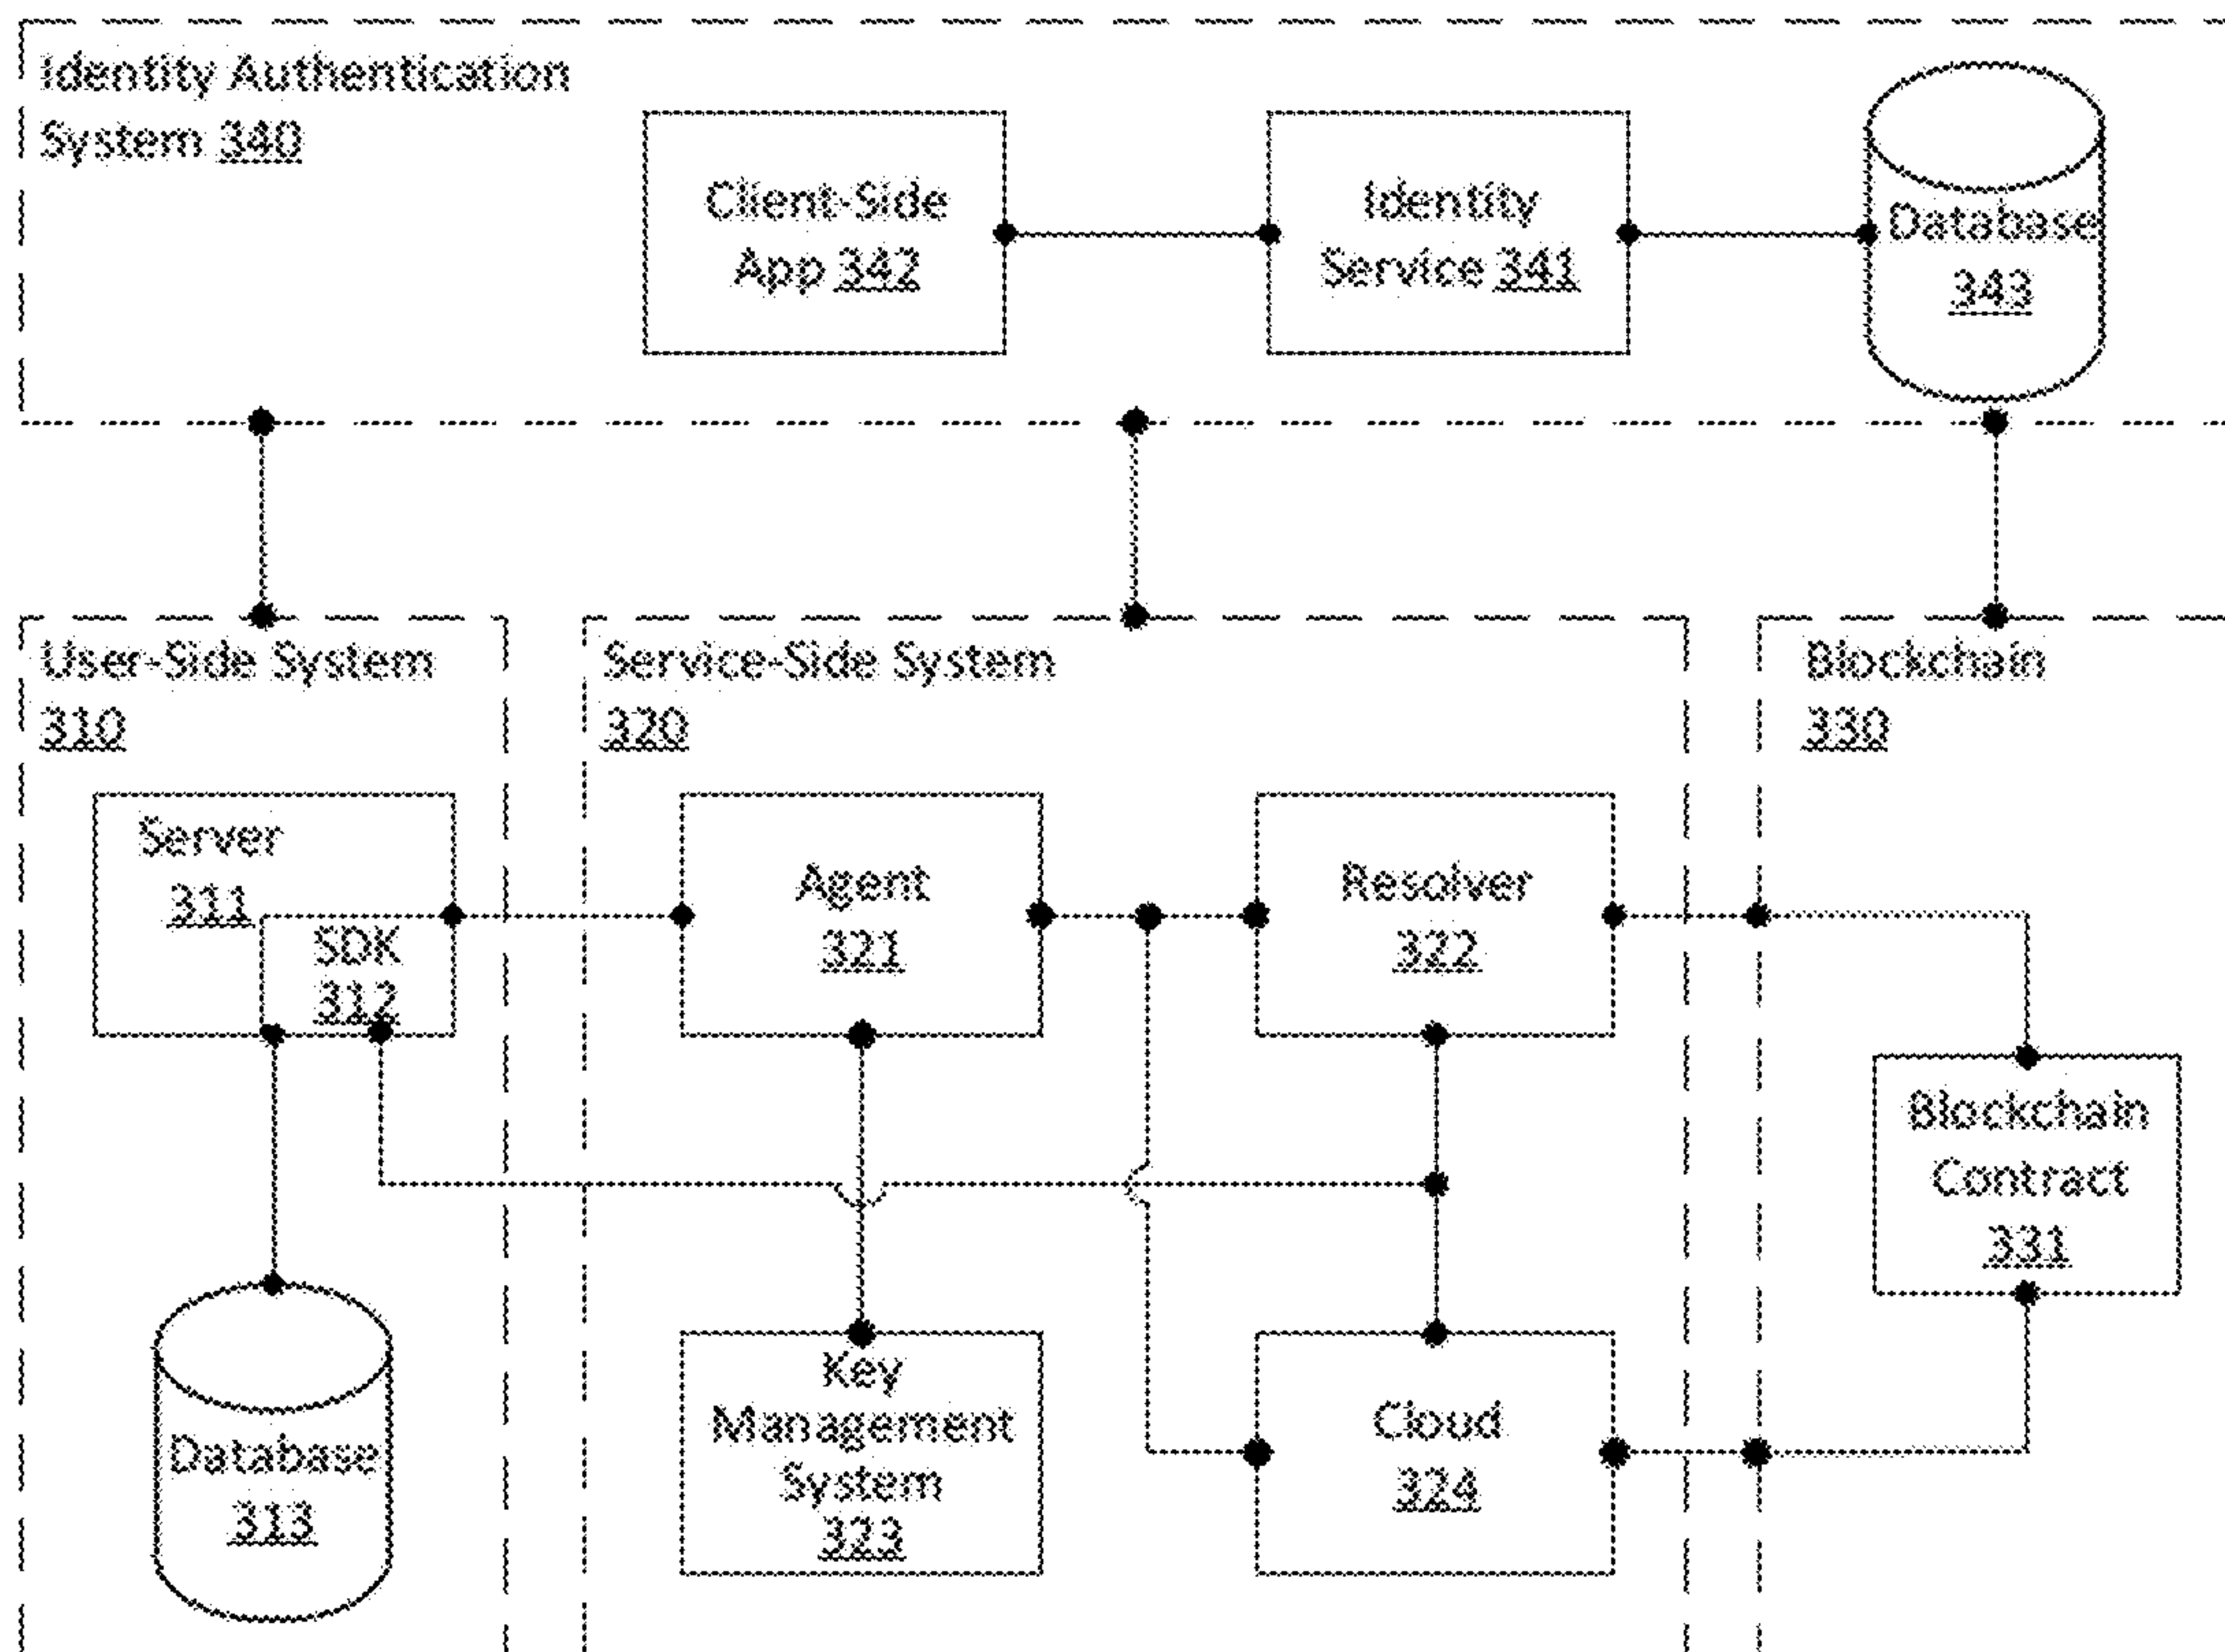 Identity Authentication
System 340
Client-Side
App 342
Identity
Service 341
Database
343
User-Side System
310
Service-Side System
320
Blockchain
330
Server
311
SDK
312
Agent
321
Resolver
322
Blockchain
Contract
331
Database
313
Key
Management
System
323
Cloud
324